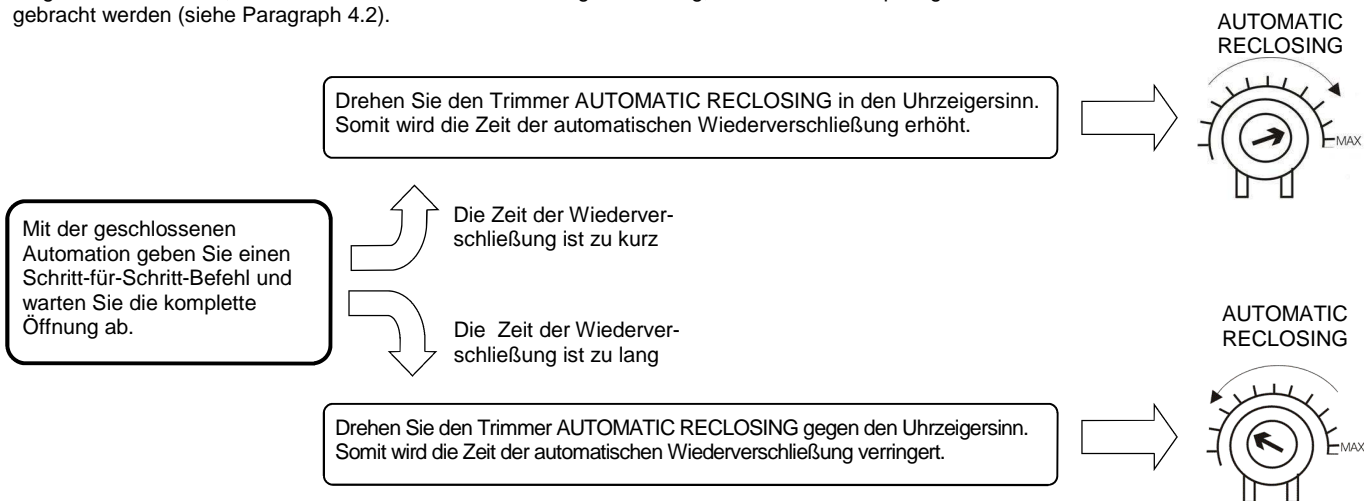 gebracht werden (siehe Paragraph 4.2).
AUTOMATIC
RECLOSING
Drehen Sie den Trimmer AUTOMATIC RECLOSING in den Uhrzeigersinn.
Somit wird die Zeit der automatischen Wiederverschließung erhöht.
MAX
Mit der geschlossenen
Automation geben Sie einen
Schritt-für-Schritt-Befehl und
warten Sie die komplette
Öffnung ab.
Die Zeit der Wiederver-
schließung ist zu kurz
Die Zeit der Wiederver-
schließung ist zu lang
AUTOMATIC
RECLOSING
Drehen Sie den Trimmer AUTOMATIC RECLOSING gegen den Uhrzeigersinn.
Somit wird die Zeit der automatischen Wiederverschließung verringert.
MAX